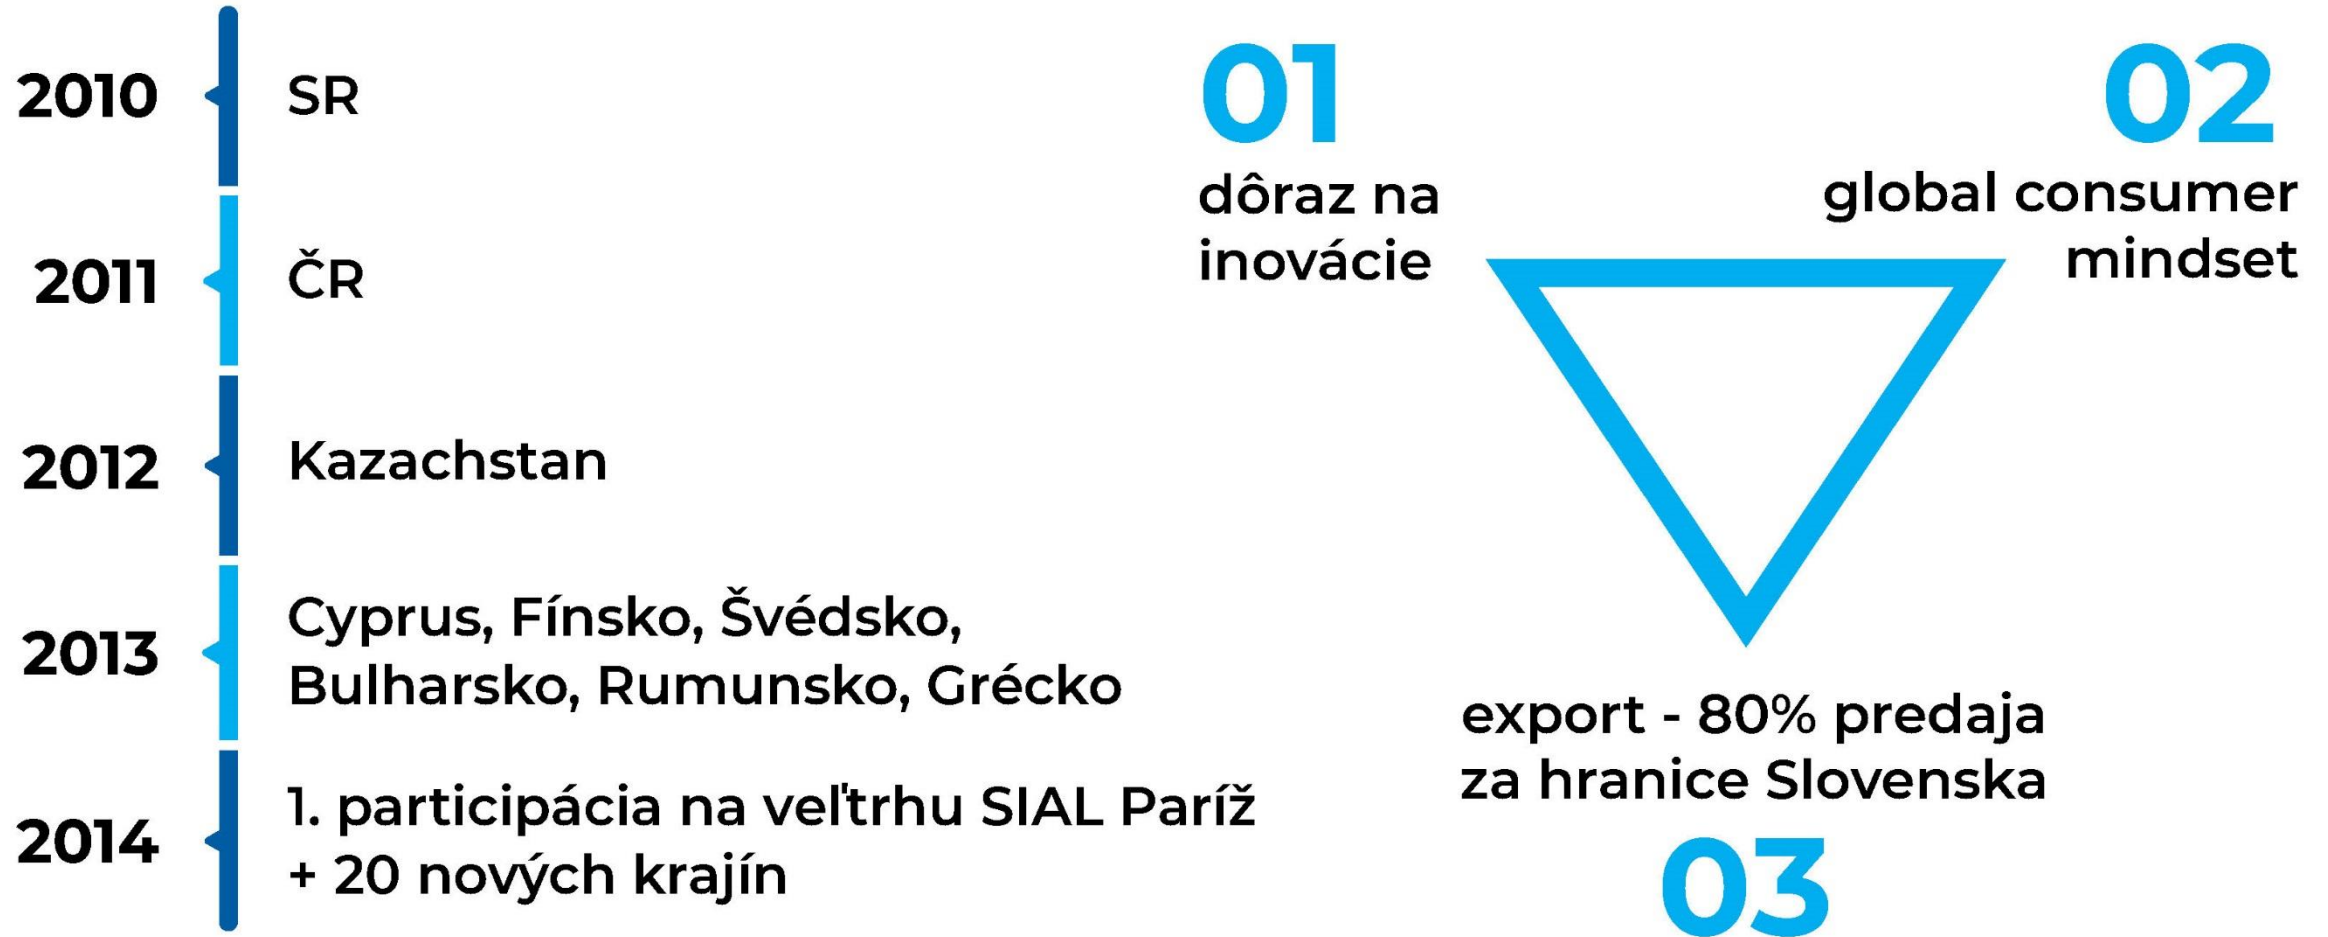 2010
SR
2011
ČR
2012
Kazachstan
2013
Cyprus, Fínsko, Švédsko,
Bulharsko, Rumunsko, Grécko
2014
1. participácia na veľtrhu SIAL Paríž
+ 20 nových krajín
01
dôraz na
inovácie
02
global consumer
mindset
export - 80% predaja
za hranice Slovenska
03